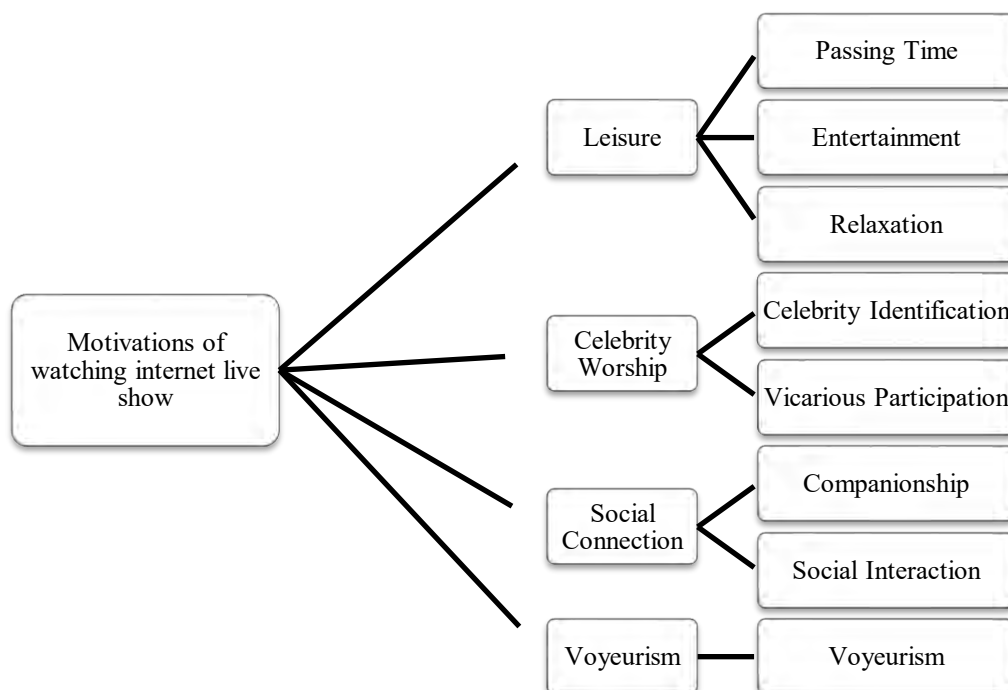 Motivations of
watching internet live
show
Leisure
Passing Time
Entertainment
Relaxation
Celebrity
Worship
Celebrity Identification
Vicarious Participation
Social
Connection
Companionship
Social Interaction
Voyeurism
Voyeurism